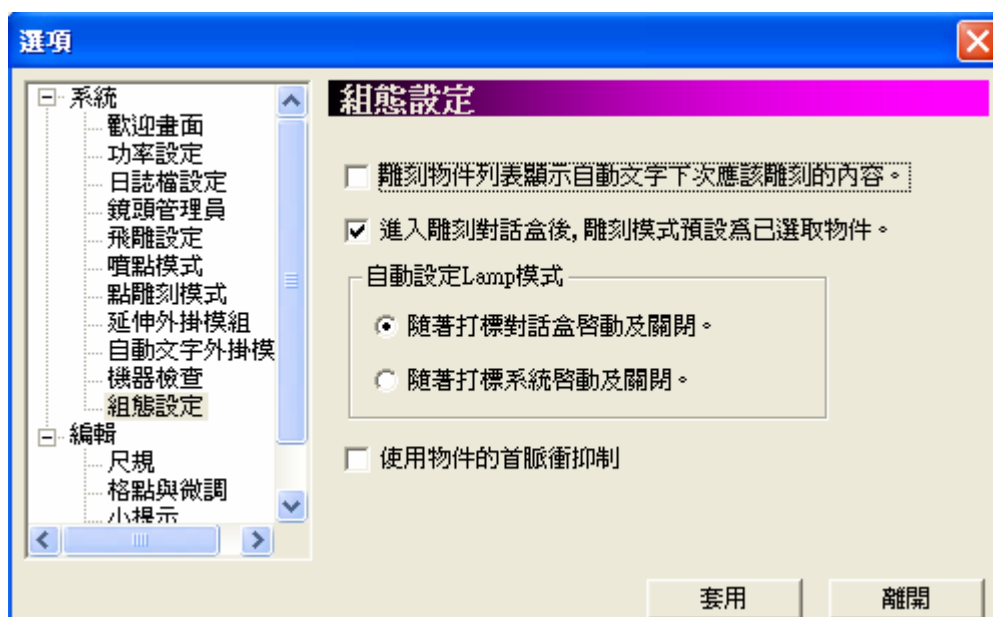 選項
系統
歡迎畫面
功率設定
日誌檔設定
鏡頭管理員
飛雕設定
噴點模式
點雕刻模式
延伸外掛模組
自動文字外掛模
機器檢查
組態設定
編輯
尺規
格點與微調
小提示
組態設定
雕刻物件列表顯示自動文字下次應該雕刻的內容。
進入雕刻對話盒後, 雕刻模式預設為已選取物件。
自動設定Lamp模式
隨著打標對話盒啓動及關閉。
隨著打標系統啓動及關閉。
使用物件的首脈衝抑制
套用
離開